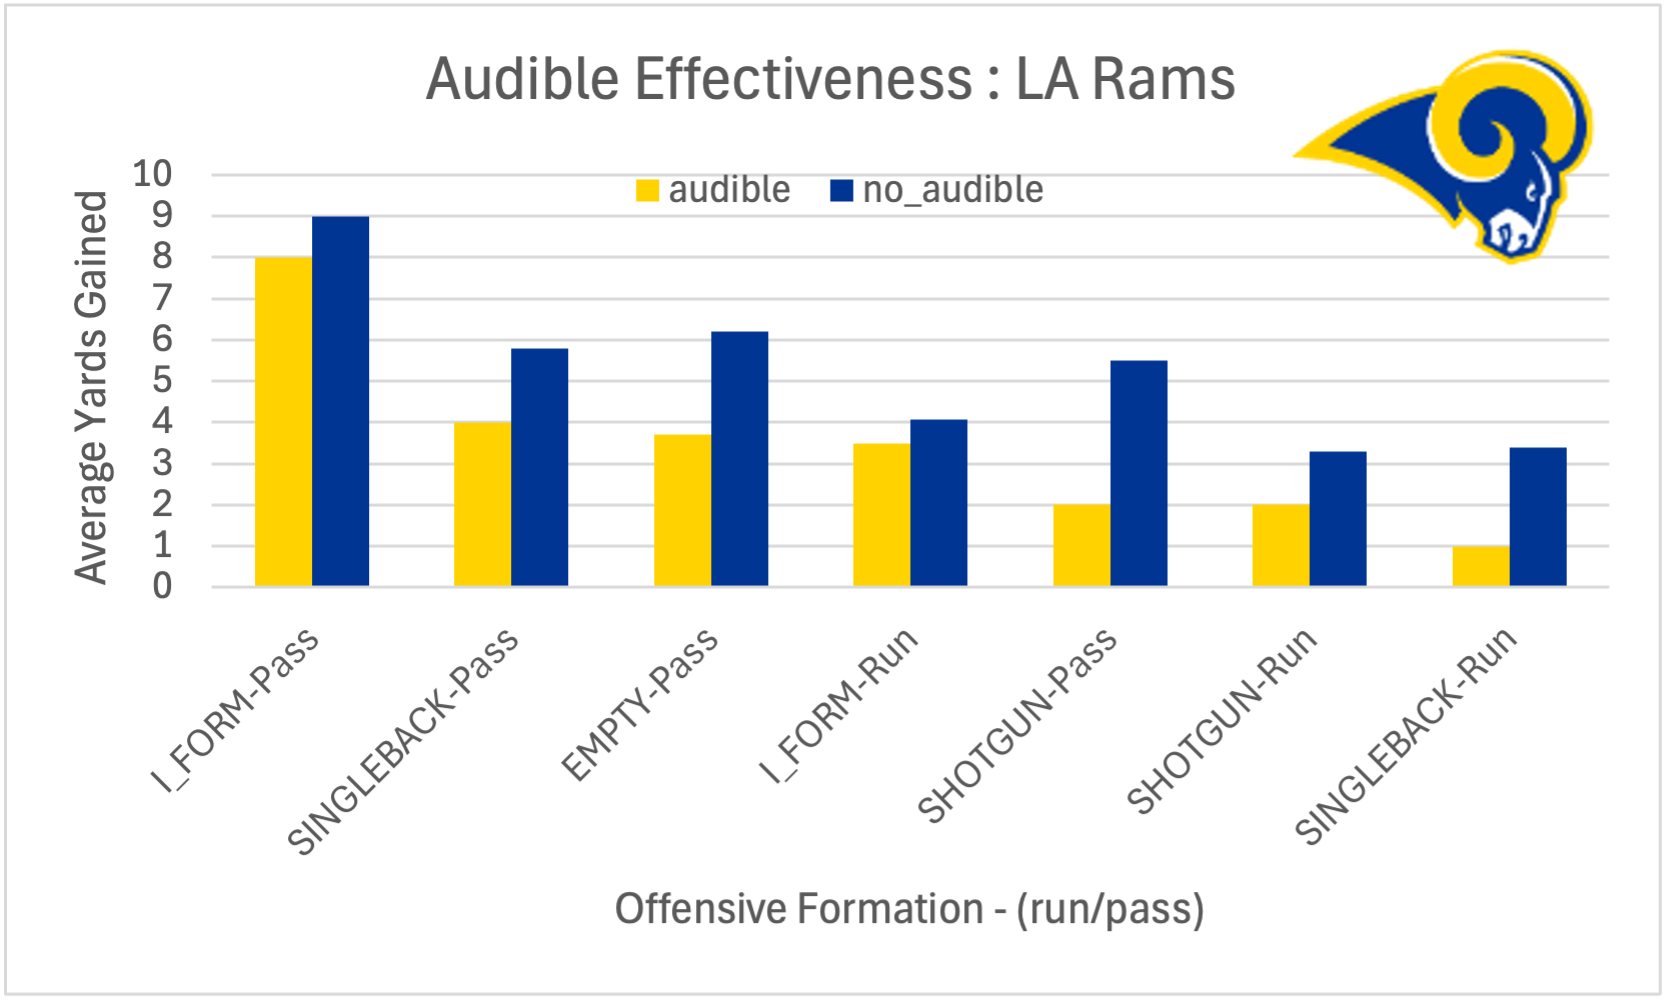 Audible Effectiveness : LA Rams
audible no_audible
Average Yards Gained
10
9
8
7
6
5
4
3
2
1
0
I_FORM-Pass
SINGLEBACK-Pass
EMPTY-Pass
I_FORM-Run
SHOTGUN-Pass
SHOTGUN-Run
SINGLEBACK-Run
Offensive Formation - (run/pass)